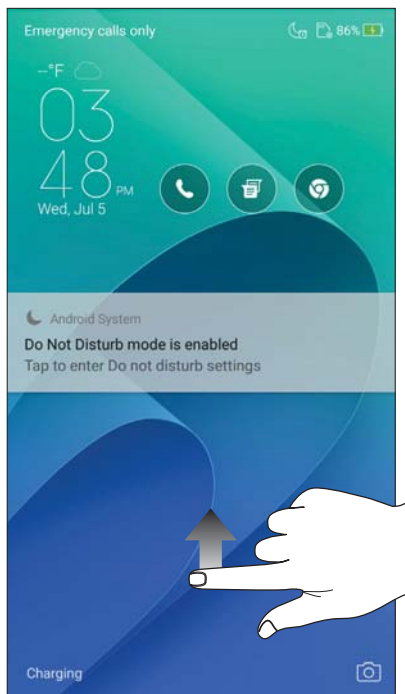 Emergency calls only 86%
--°F
03
48 PM
Wed, Jul 5
Android System
Do Not Disturb mode is enabled
Tap to enter Do not disturb settings
Charging